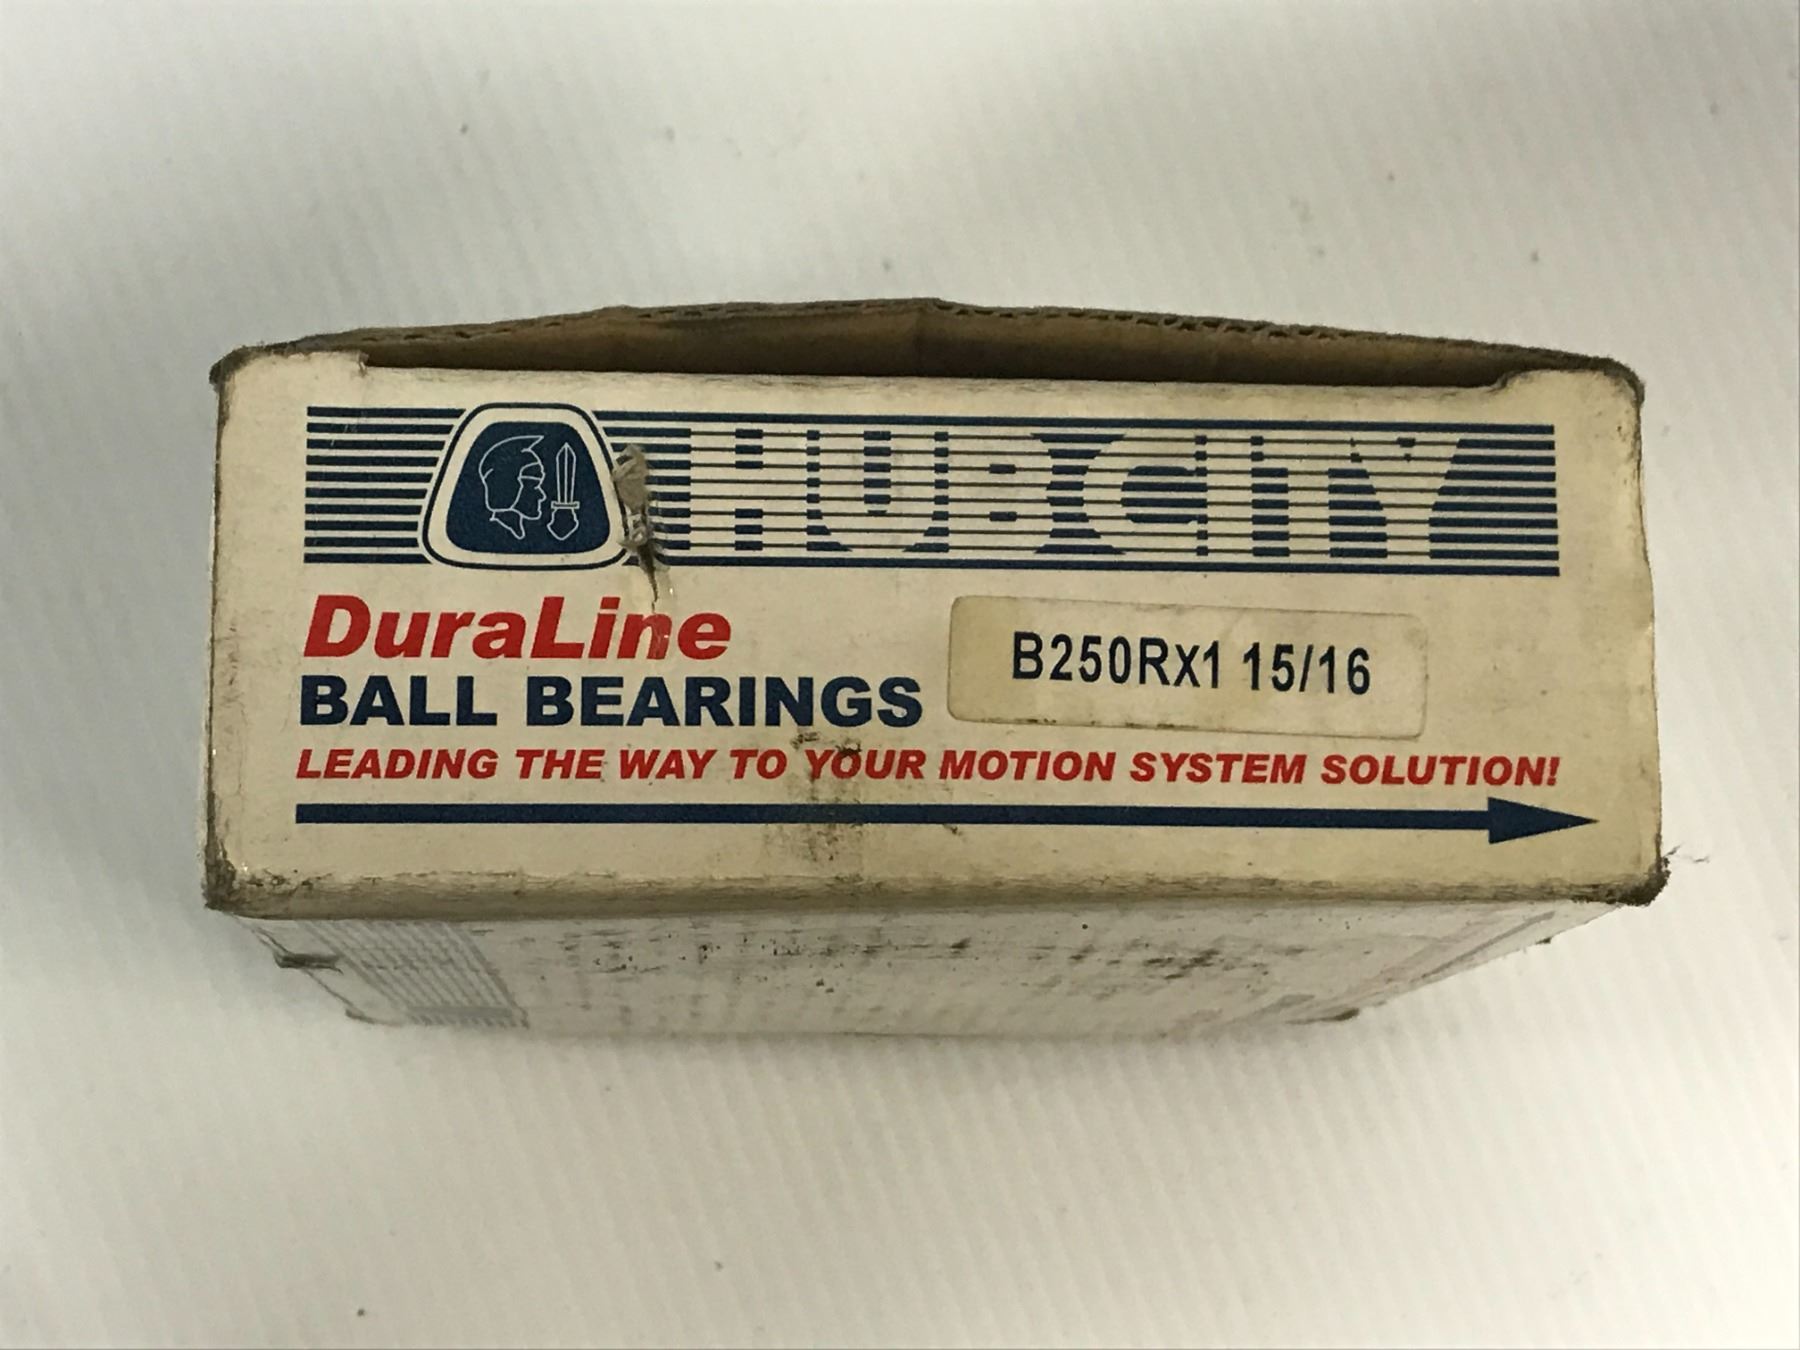 HUBCITY
DuraLine
BALL BEARINGS
B250RX1 15/16
LEADING THE WAY TO YOUR MOTION SYSTEM SOLUTION!